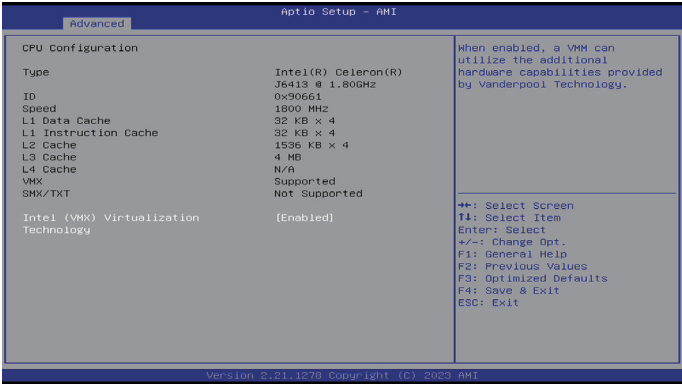 Aptio Setup - AMI
Advanced
CPU Configuration
Type Intel(R) Celeron(R)
J6413 @ 1.80GHz
ID 0x90661
Speed 1800 MHz
L1 Data Cache 32 KB x 4
L1 Instruction Cache 32 KB x 4
L2 Cache 1536 KB x 4
L3 Cache 4 MB
L4 Cache N/A
VMX Supported
SMX/TXT Not Supported
Intel (VMX) Virtualization [Enabled]
Technology
When enabled, a VMM can
utilize the additional
hardware capabilities provided
by Vanderpool Technology.
→←: Select Screen
↑↓: Select Item
Enter: Select
+/-: Change Opt.
F1: General Help
F2: Previous Values
F3: Optimized Defaults
F4: Save & Exit
ESC: Exit
Version 2.21.1278 Copyright (C) 2023 AMI